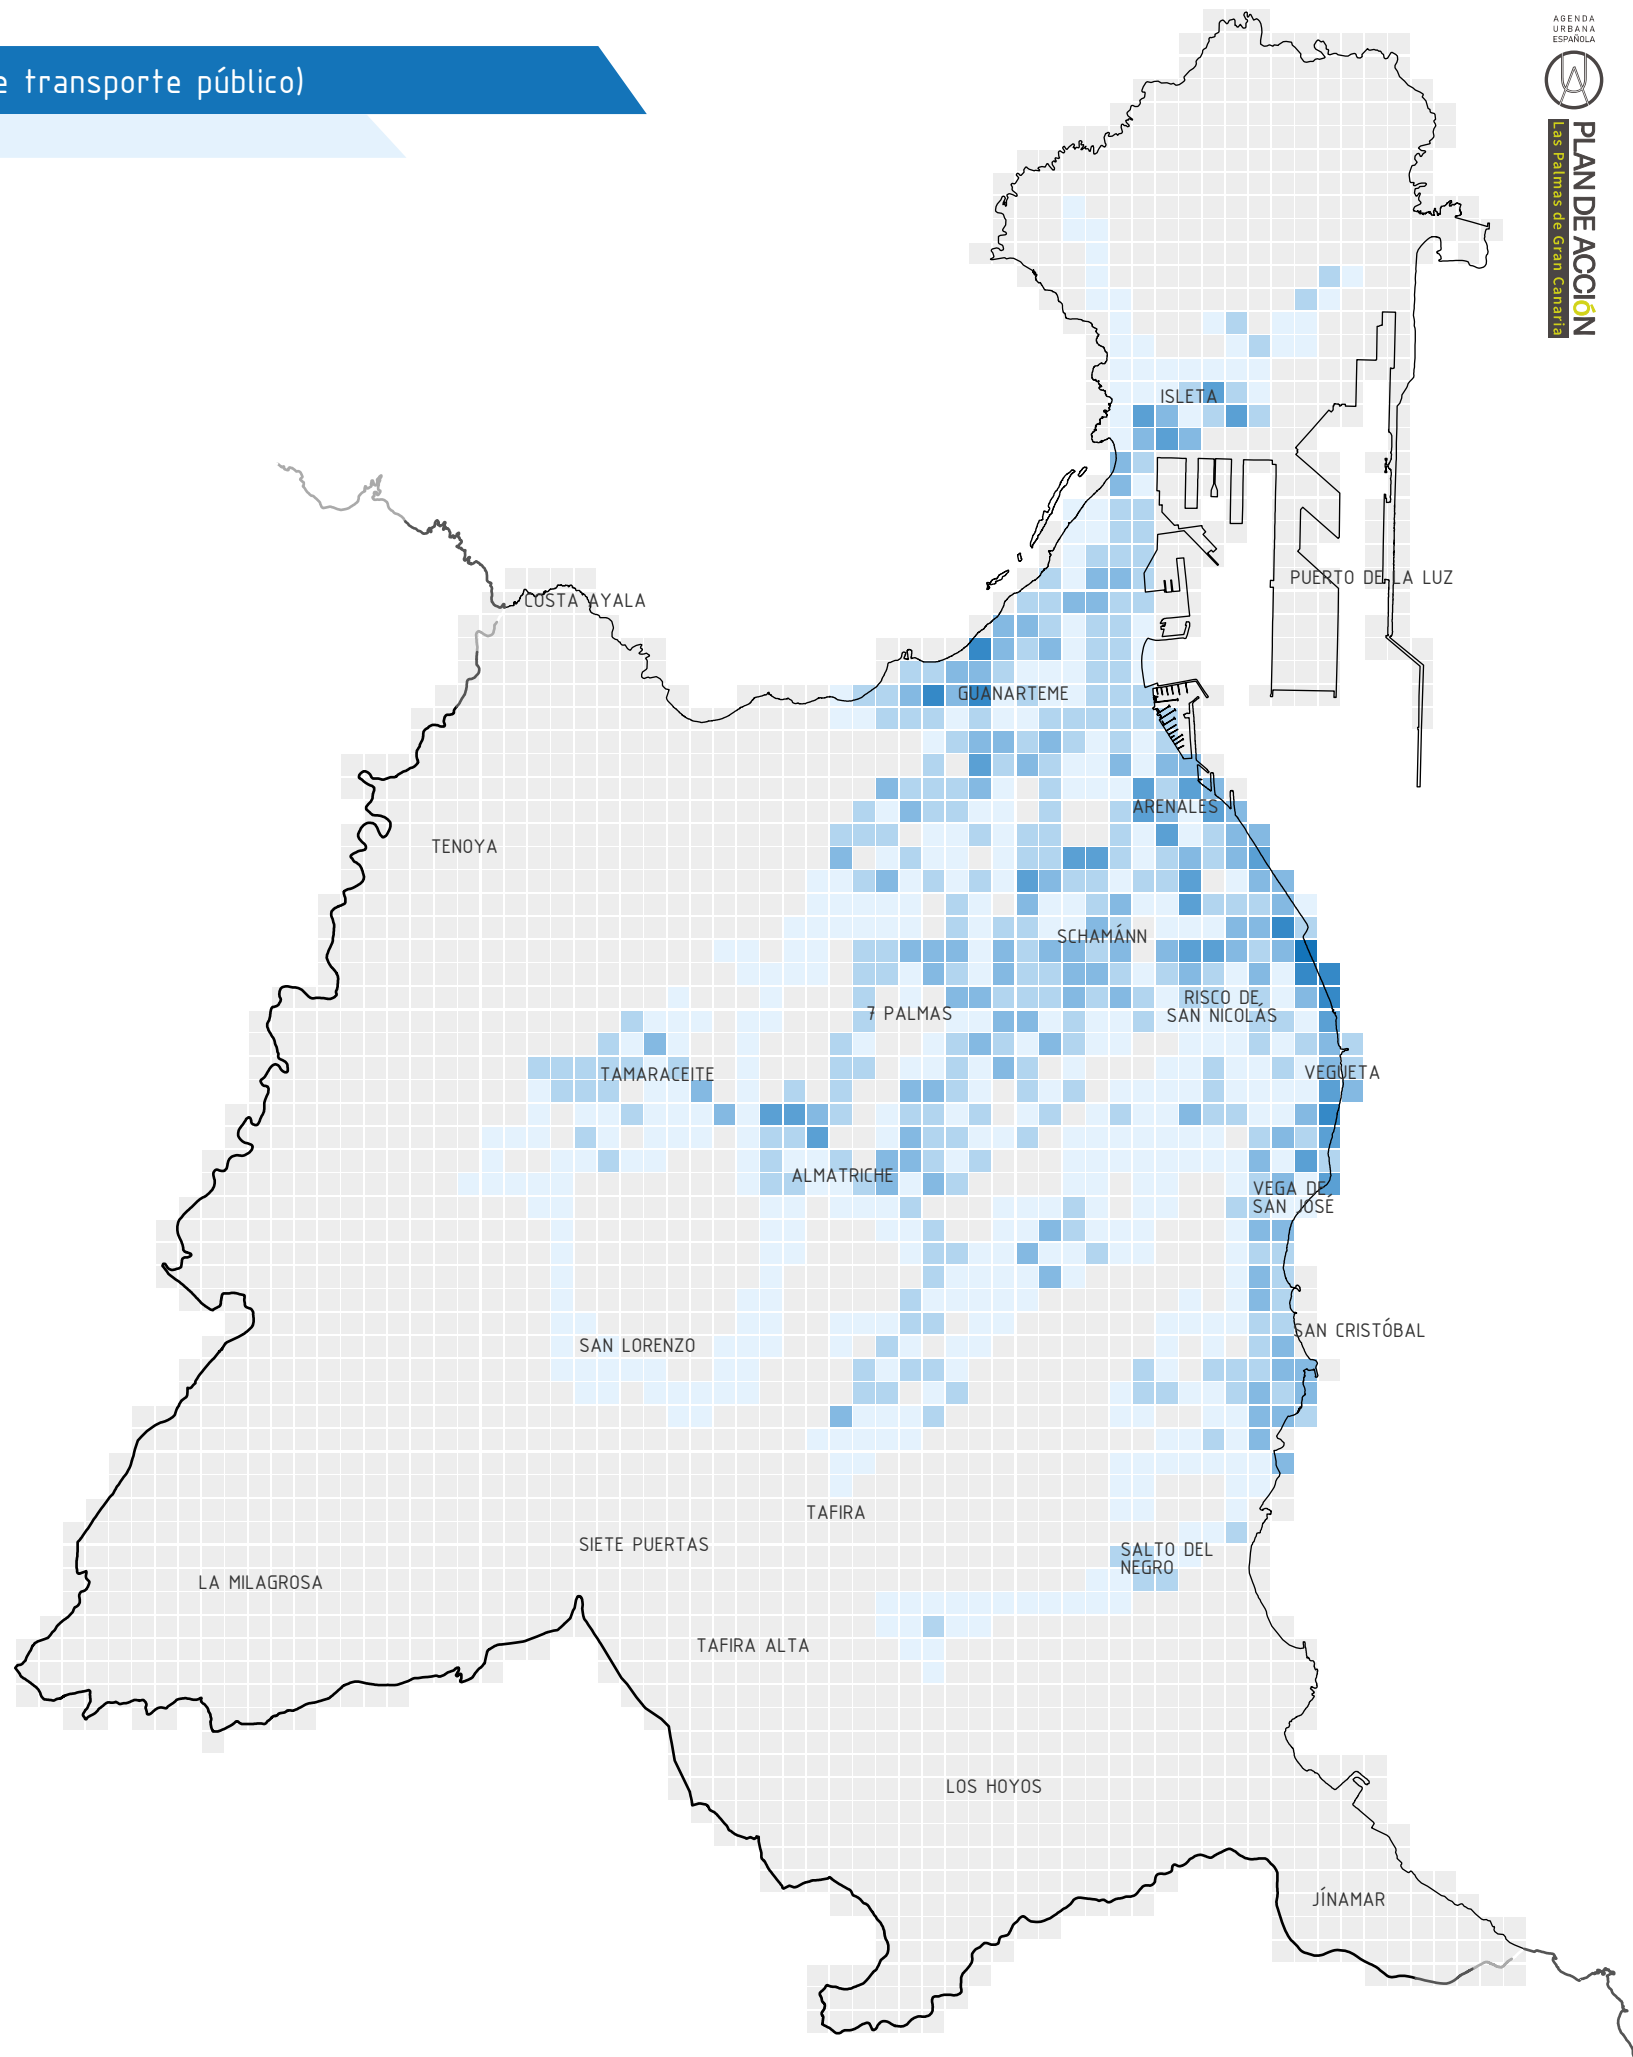 e transporte público)
AGENDA
URBANA
ESPAÑOLA
PLAN DE ACCIÓN
Las Palmas de Gran Canaria
ISLETA
PUERTO DE LA LUZ
COSTA AYALA
GUANARTEME
ARENALES
TENOYA
SCHAMÁNN
RISCO DE
SAN NICOLÁS
7 PALMAS
TAMARACEITE
VEGUETA
ALMATRICHE
VEGA DE
SAN JOSÉ
SAN CRISTÓBAL
SAN LORENZO
TAFIRA
SIETE PUERTAS
SALTO DEL
NEGRO
LA MILAGROSA
TAFIRA ALTA
LOS HOYOS
JÍNAMAR